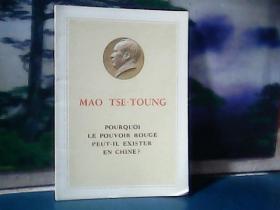 MAO TSE-TOUNG
POURQUOI
LE POUVOIR ROUGE
PEUT-IL EXISTER
EN CHINE?